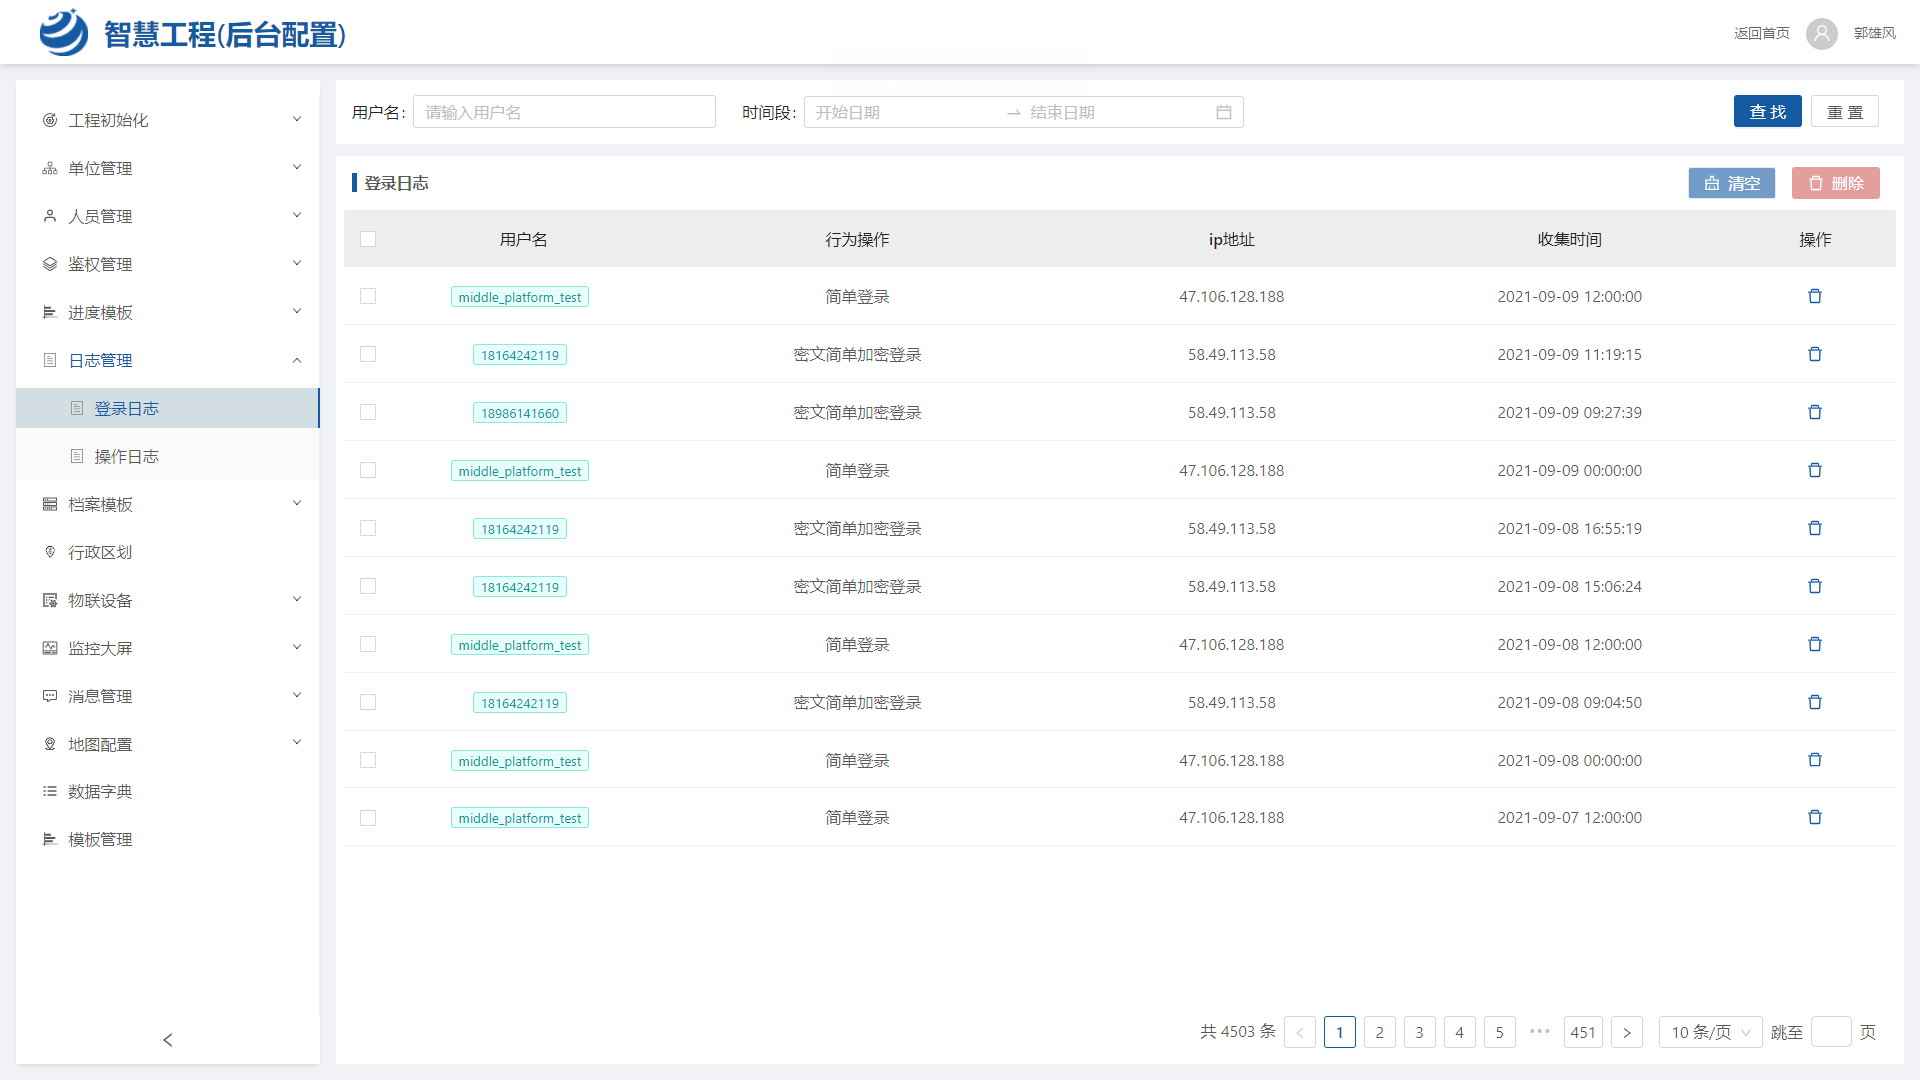 智慧工程(后台配置)
返回首页
郭雄风
工程初始化
单位管理
人员管理
鉴权管理
进度模板
日志管理
登录日志
操作日志
档案模板
行政区划
物联设备
监控大屏
消息管理
地图配置
数据字典
模板管理
用户名: 请输入用户名 时间段: 开始日期 结束日期 查 找 重 置
登录日志 清空 删除
用户名 行为操作 ip地址 收集时间 操作
middle_platform_test 简单登录 47.106.128.188 2021-09-09 12:00:00
18164242119 密文简单加密登录 58.49.113.58 2021-09-09 11:19:15
18986141660 密文简单加密登录 58.49.113.58 2021-09-09 09:27:39
middle_platform_test 简单登录 47.106.128.188 2021-09-09 00:00:00
18164242119 密文简单加密登录 58.49.113.58 2021-09-08 16:55:19
18164242119 密文简单加密登录 58.49.113.58 2021-09-08 15:06:24
middle_platform_test 简单登录 47.106.128.188 2021-09-08 12:00:00
18164242119 密文简单加密登录 58.49.113.58 2021-09-08 09:04:50
middle_platform_test 简单登录 47.106.128.188 2021-09-08 00:00:00
middle_platform_test 简单登录 47.106.128.188 2021-09-07 12:00:00
共 4503 条 < 1 2 3 4 5 ••• 451 > 10 条/页 跳至 页